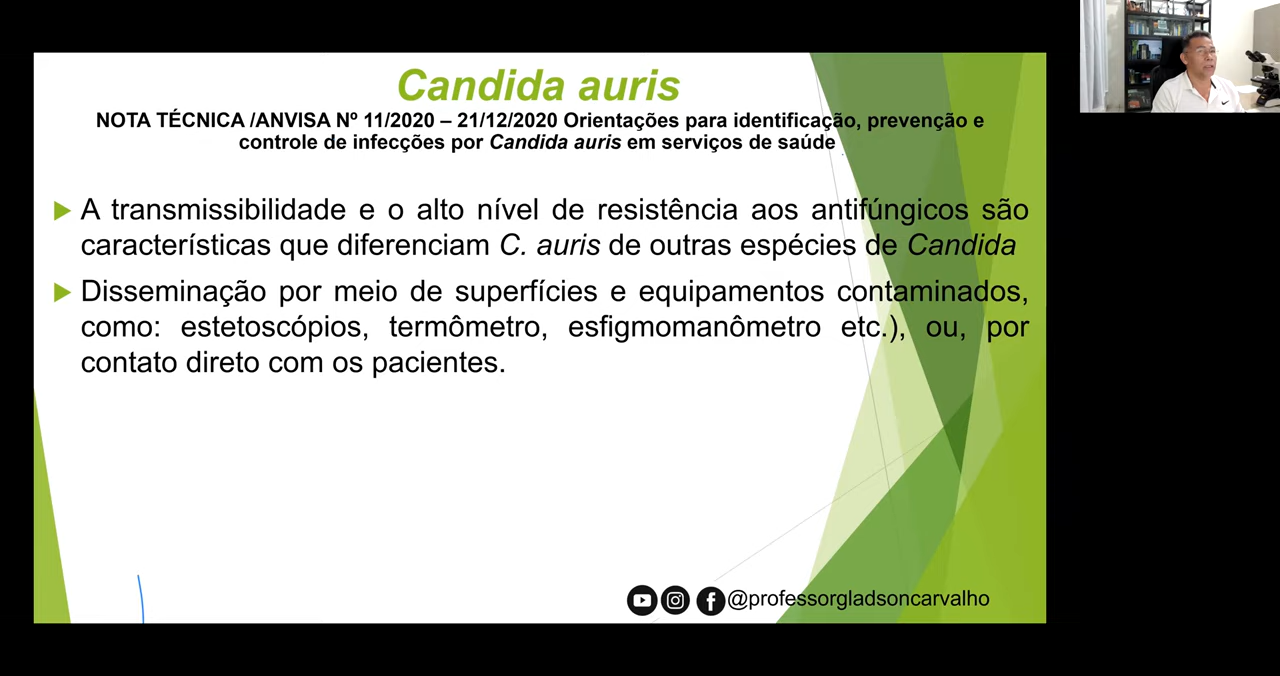 Candida auris
NOTA TÉCNICA /ANVISA Nº 11/2020 – 21/12/2020 Orientações para identificação, prevenção e
controle de infecções por Candida auris em serviços de saúde
A transmissibilidade e o alto nível de resistência aos antifúngicos são
características que diferenciam C. auris de outras espécies de Candida
Disseminação por meio de superfícies e equipamentos contaminados,
como: estetoscópios, termômetro, esfigmomanômetro etc.), ou, por
contato direto com os pacientes.
@professorgladsoncarvalho